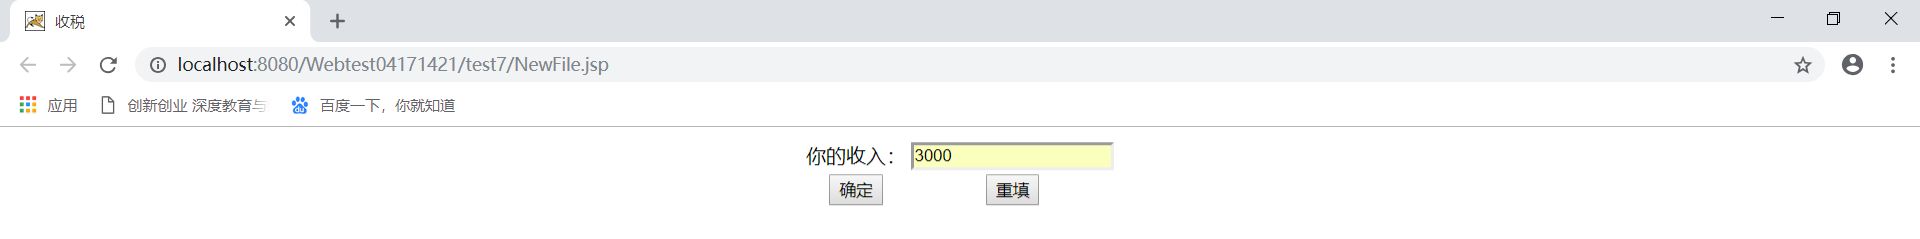 收税
localhost:8080/Webtest04171421/test7/NewFile.jsp
应用 创新创业 深度教育与 百度一下，你就知道
你的收入： 3000
确定 重填